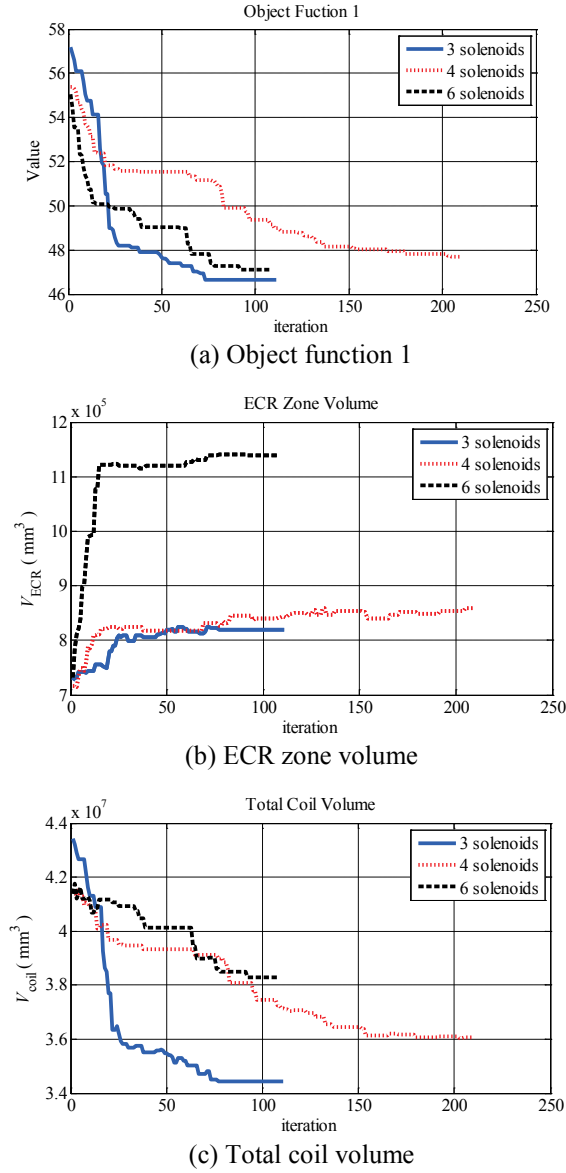 Object Fuction 1
58
56
54
52
50
48
46
Value
3 solenoids
4 solenoids
6 solenoids
0 50 100 150 200 250
iteration
(a) Object function 1
ECR Zone Volume
x 10^5
12
11
10
9
8
7
V_ECR ( mm^3 )
3 solenoids
4 solenoids
6 solenoids
0 50 100 150 200 250
iteration
(b) ECR zone volume
Total Coil Volume
x 10^7
4.4
4.2
4
3.8
3.6
3.4
V_coil ( mm^3 )
3 solenoids
4 solenoids
6 solenoids
0 50 100 150 200 250
iteration
(c) Total coil volume